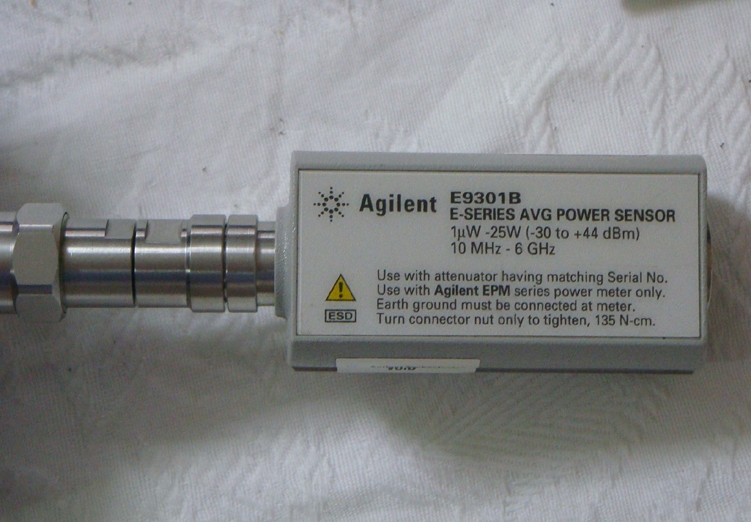 Agilent E9301B
E-SERIES AVG POWER SENSOR
1µW -25W (-30 to +44 dBm)
10 MHz - 6 GHz
Use with attenuator having matching Serial No.
Use with Agilent EPM series power meter only.
Earth ground must be connected at meter.
Turn connector nut only to tighten, 135 N-cm.
ESD